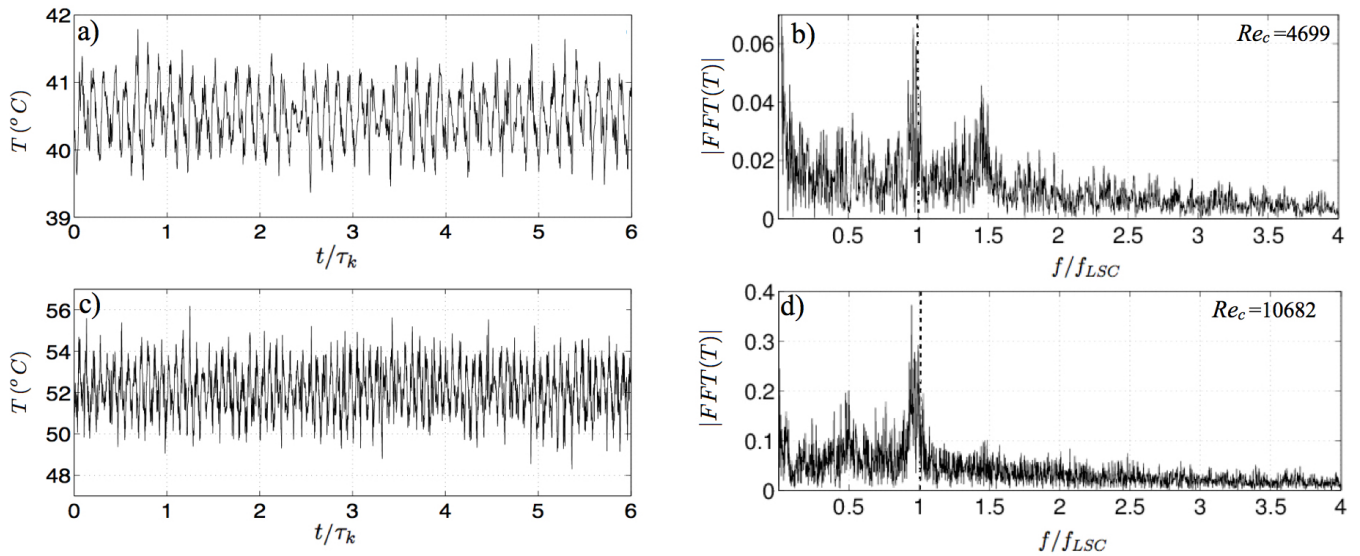 a)
42
41
40
39
T (°C)
0 1 2 3 4 5 6
t/τk
b)
Rec=4699
0.06
0.04
0.02
0
|FFT(T)|
0.5 1 1.5 2 2.5 3 3.5 4
f/fLSC
c)
56
54
52
50
48
T (°C)
0 1 2 3 4 5 6
t/τk
d)
Rec=10682
0.4
0.3
0.2
0.1
0
|FFT(T)|
0.5 1 1.5 2 2.5 3 3.5 4
f/fLSC